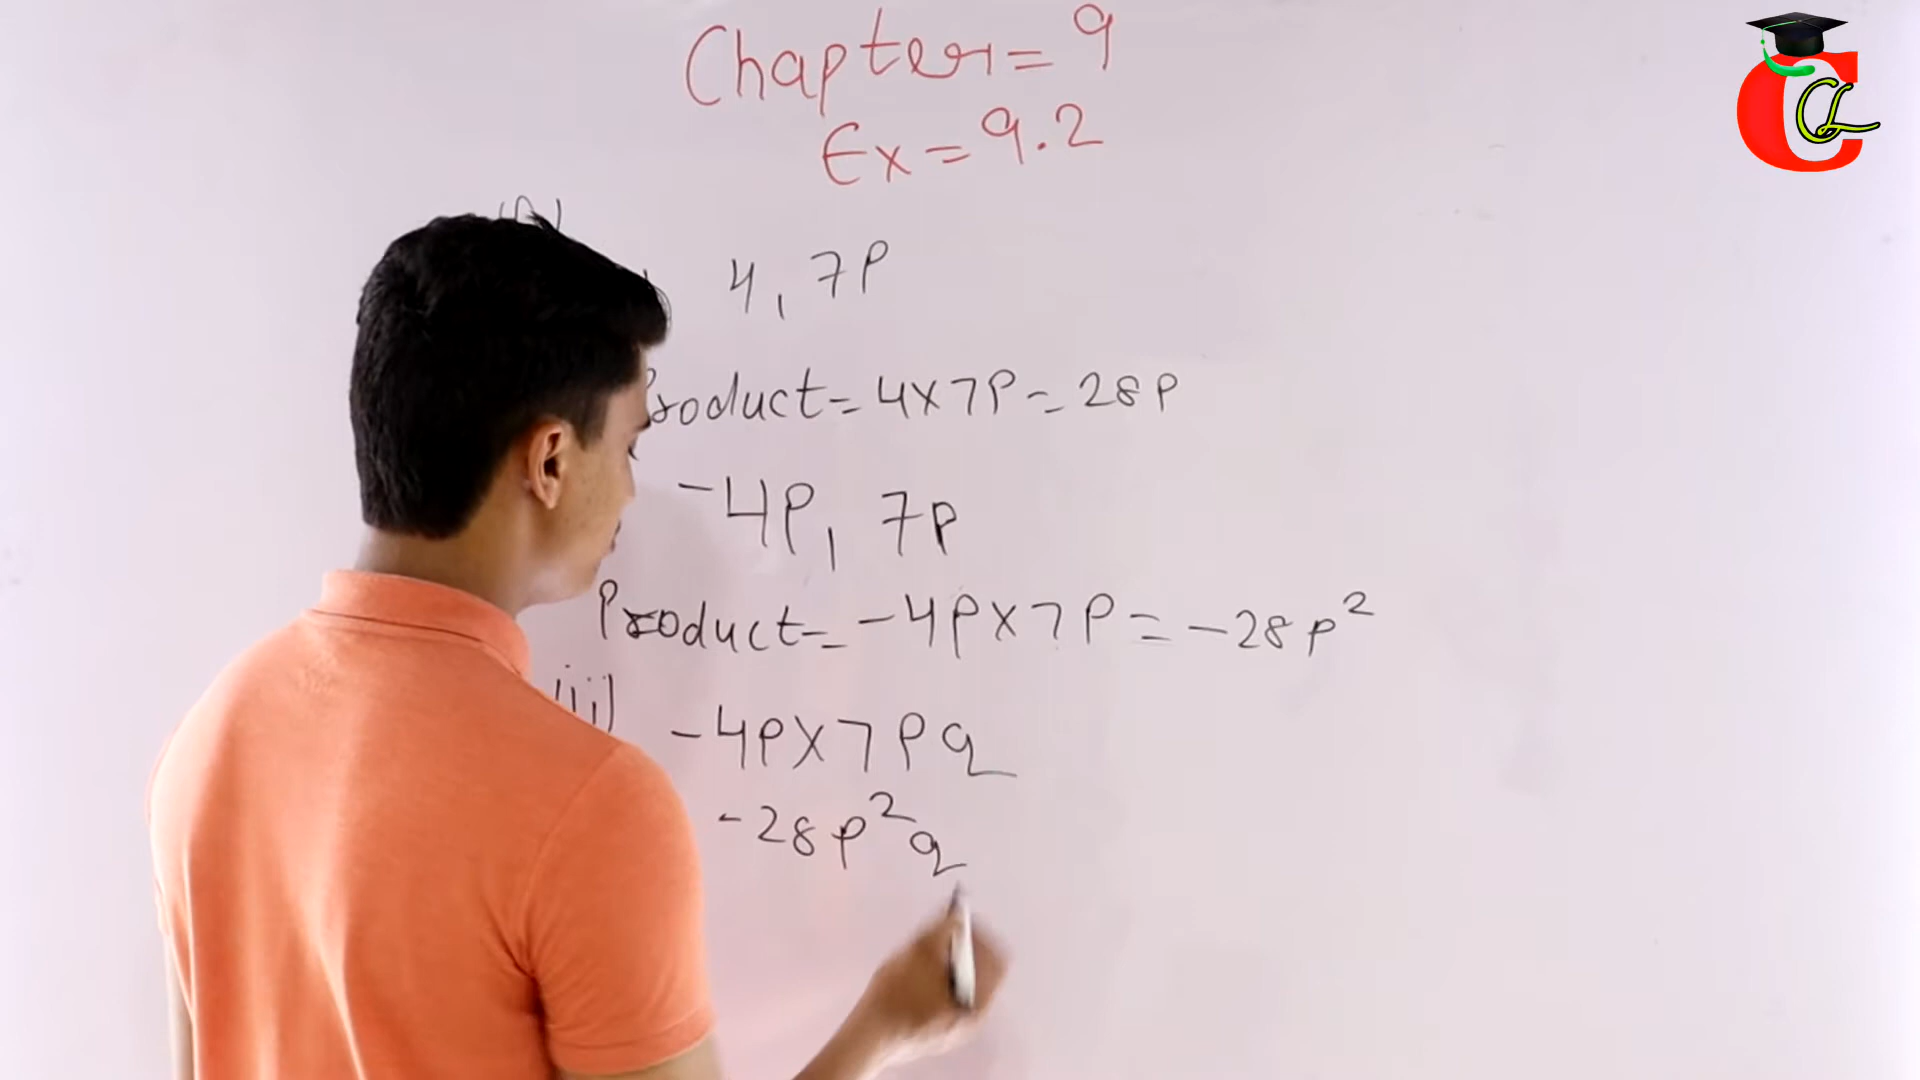 Chapter = 9
Ex = 9.2
4, 7P
Product = 4x7P = 28P
-4P, 7P
Product = -4Px7P = -28P²
iii)
-4Px7Pq
-28P²q